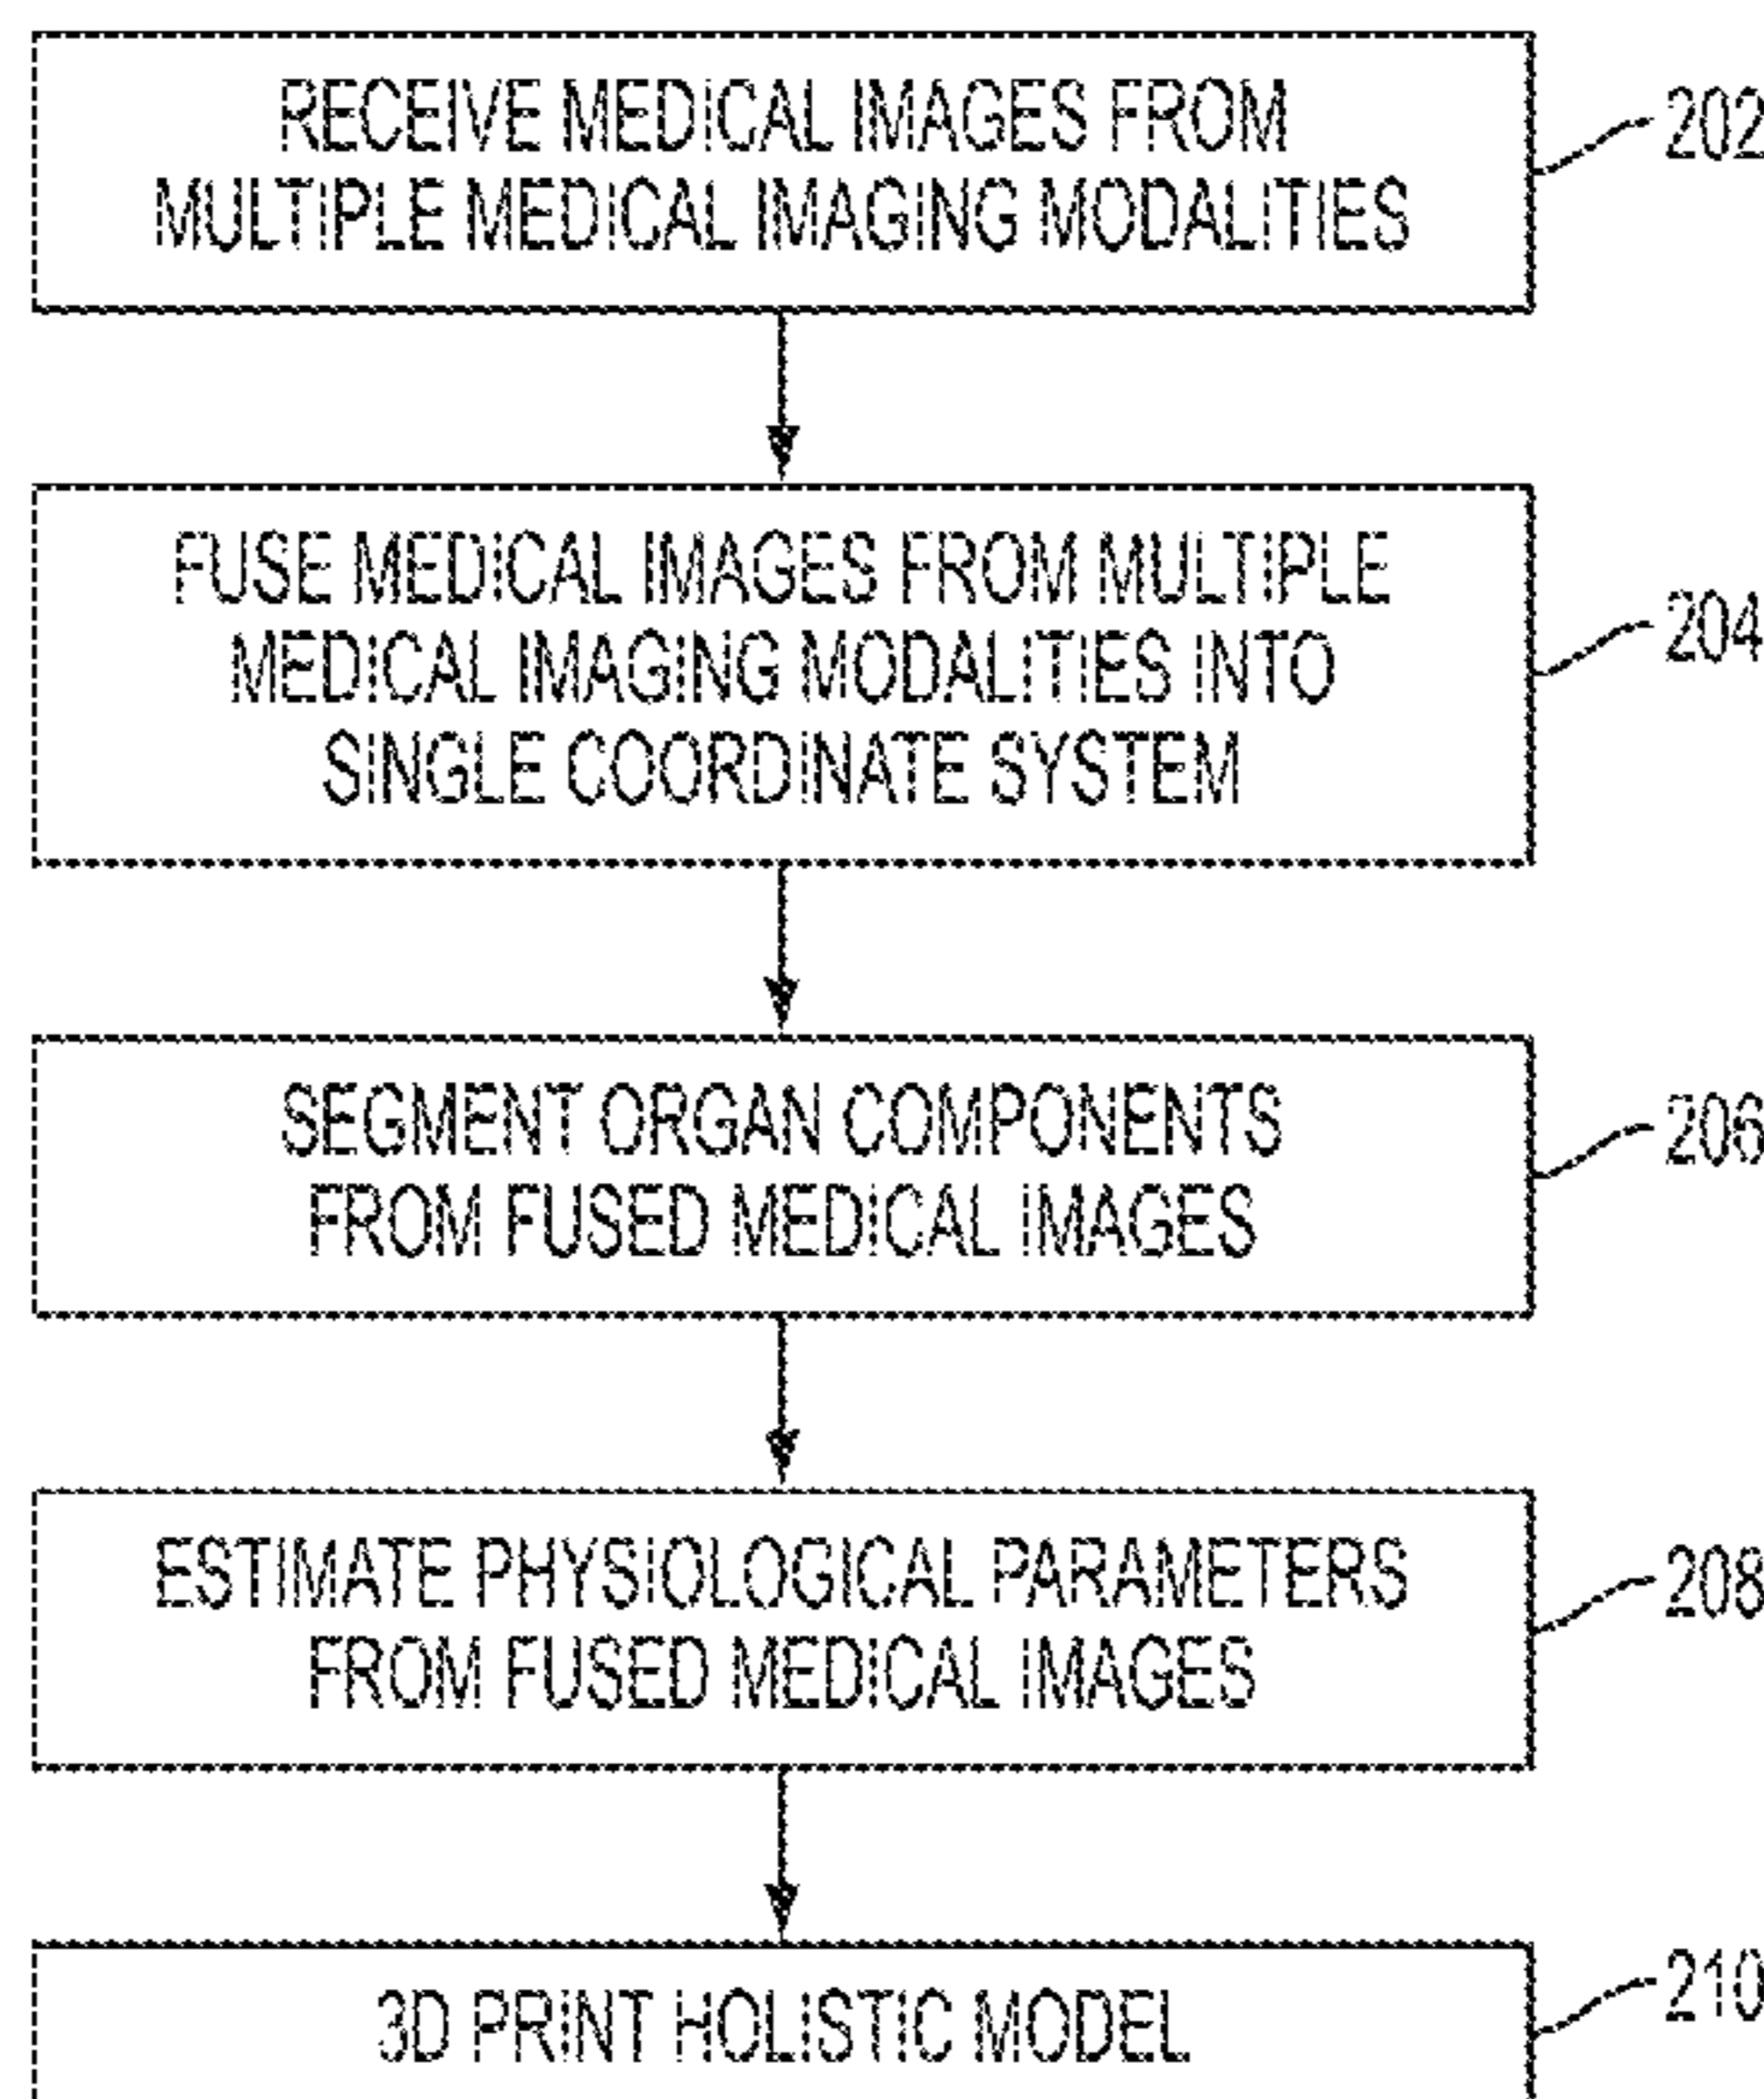 RECEIVE MEDICAL IMAGES FROM
MULTIPLE MEDICAL IMAGING MODALITIES
202
FUSE MEDICAL IMAGES FROM MULTIPLE
MEDICAL IMAGING MODALITIES INTO
SINGLE COORDINATE SYSTEM
204
SEGMENT ORGAN COMPONENTS
FROM FUSED MEDICAL IMAGES
206
ESTIMATE PHYSIOLOGICAL PARAMETERS
FROM FUSED MEDICAL IMAGES
208
3D PRINT HOLISTIC MODEL
210